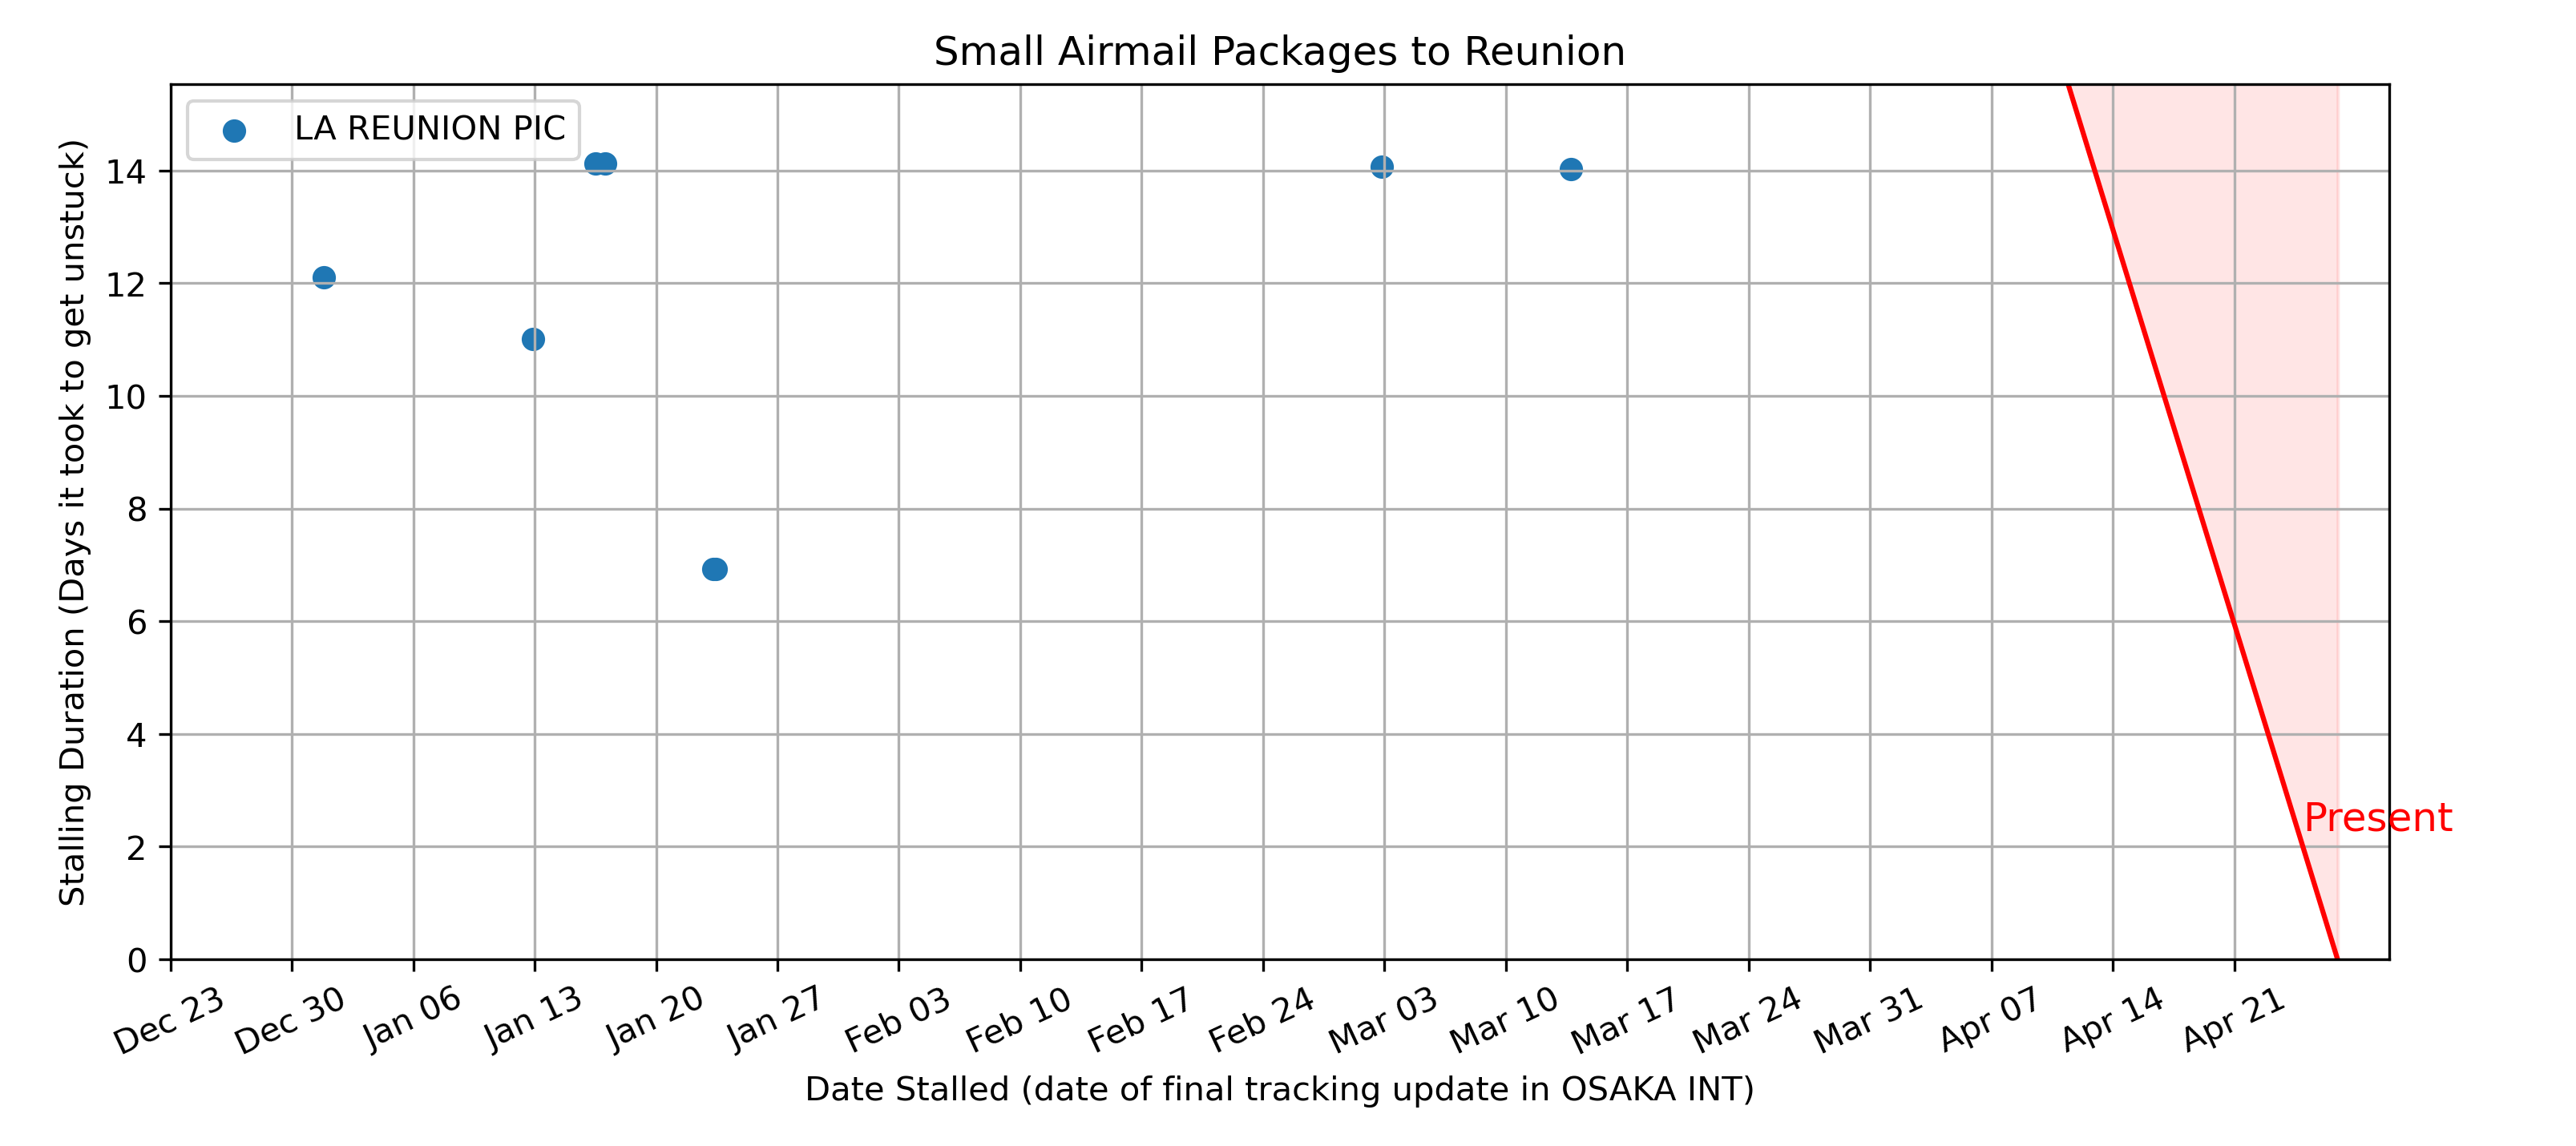 Small Airmail Packages to Reunion
LA REUNION PIC
Stalling Duration (Days it took to get unstuck)
14
12
10
8
6
4
2
0
Present
Dec 23
Dec 30
Jan 06
Jan 13
Jan 20
Jan 27
Feb 03
Feb 10
Feb 17
Feb 24
Mar 03
Mar 10
Mar 17
Mar 24
Mar 31
Apr 07
Apr 14
Apr 21
Date Stalled (date of final tracking update in OSAKA INT)